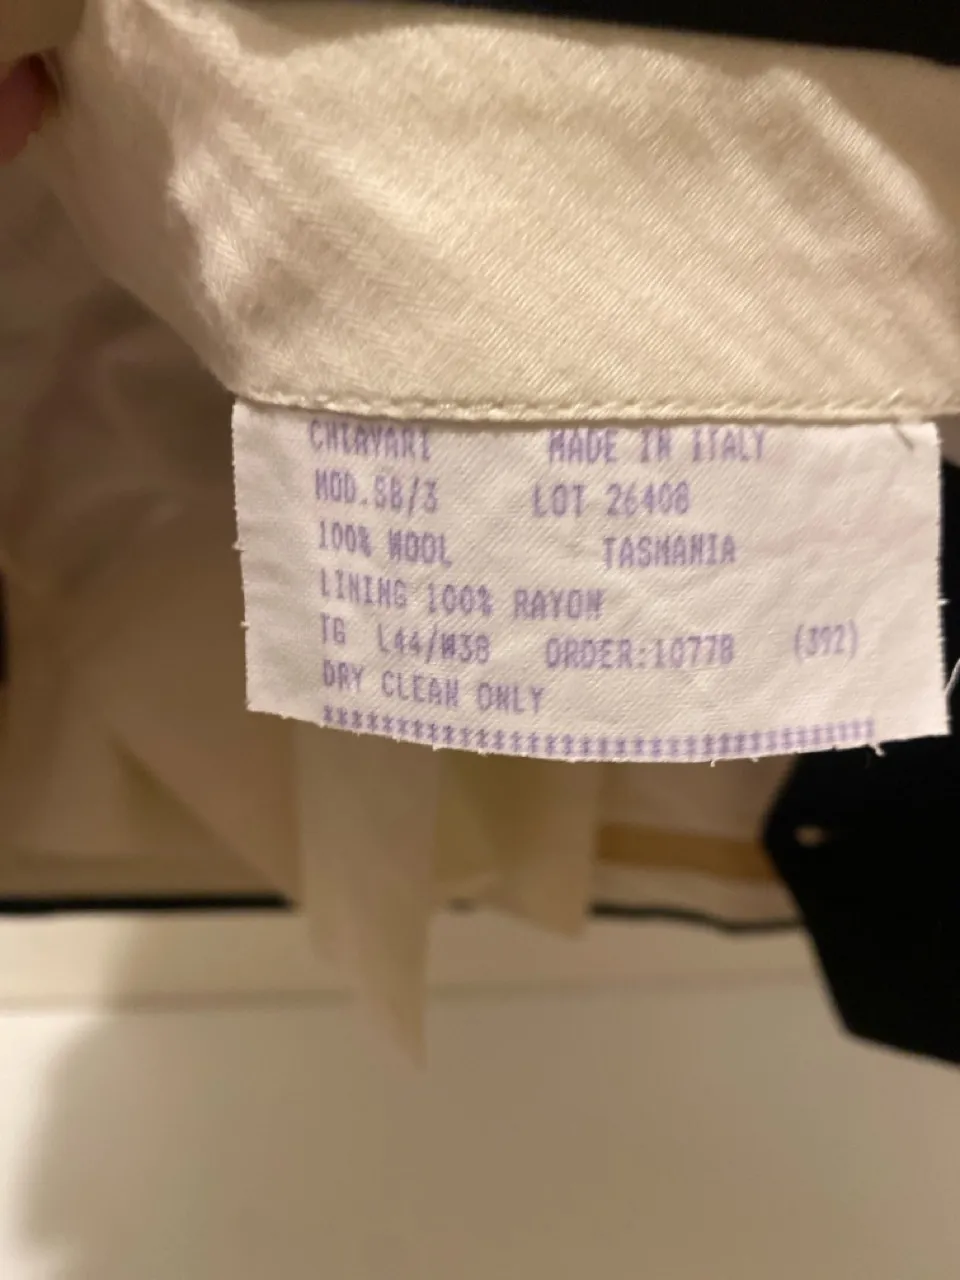 CHIAVARI MADE IN ITALY
MOD.SB/3 LOT 26408
100% WOOL TASMANIA
LINING 100% RAYON
TG L44/W38 ORDER:10778 (392)
DRY CLEAN ONLY